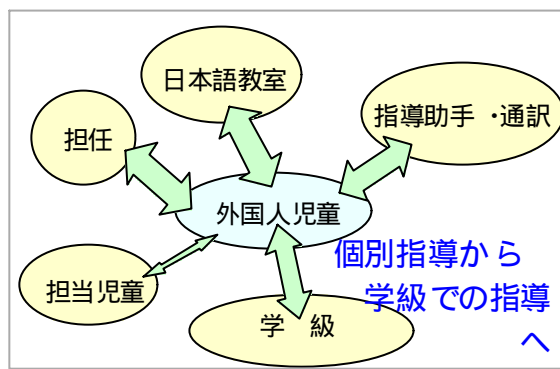 日本語教室
指導助手・通訳
担任
外国人児童
担当児童
学 級
個別指導から
学級での指導
へ